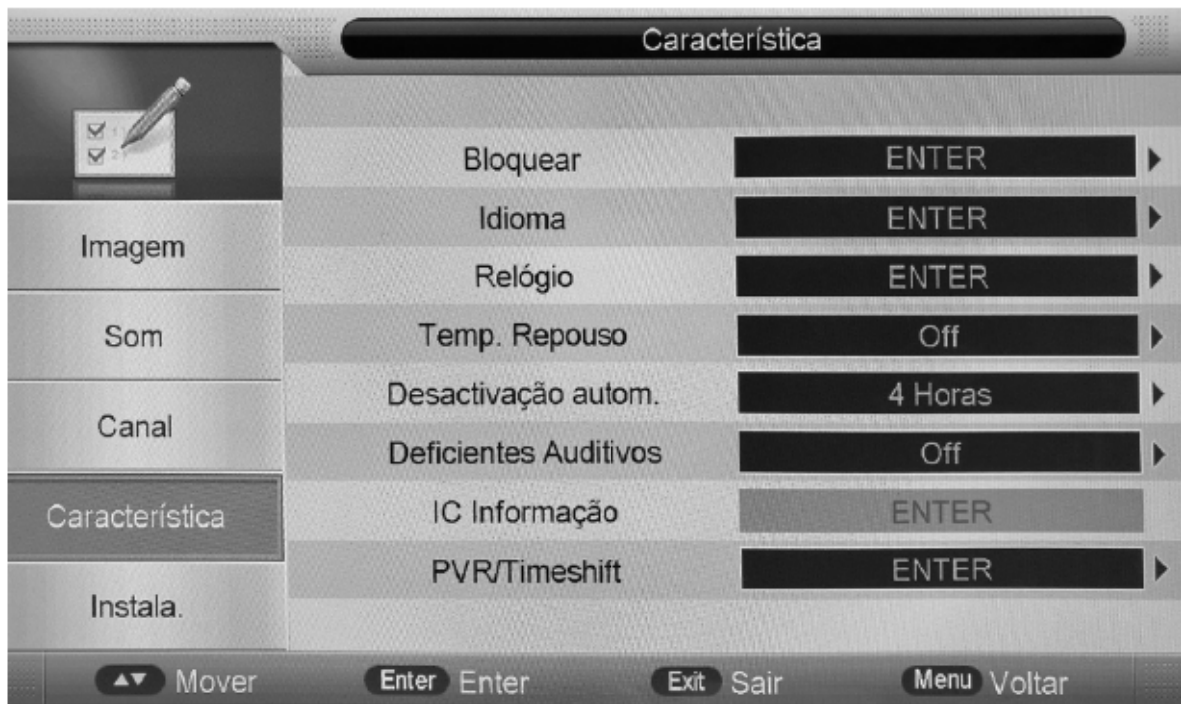 Característica
Bloquear ENTER
Idioma ENTER
Imagem
Relógio ENTER
Som
Temp. Repouso Off
Desactivação autom. 4 Horas
Canal
Deficientes Auditivos Off
Característica
IC Informação ENTER
PVR/Timeshift ENTER
Instala.
▲▼ Mover Enter Enter Exit Sair Menu Voltar